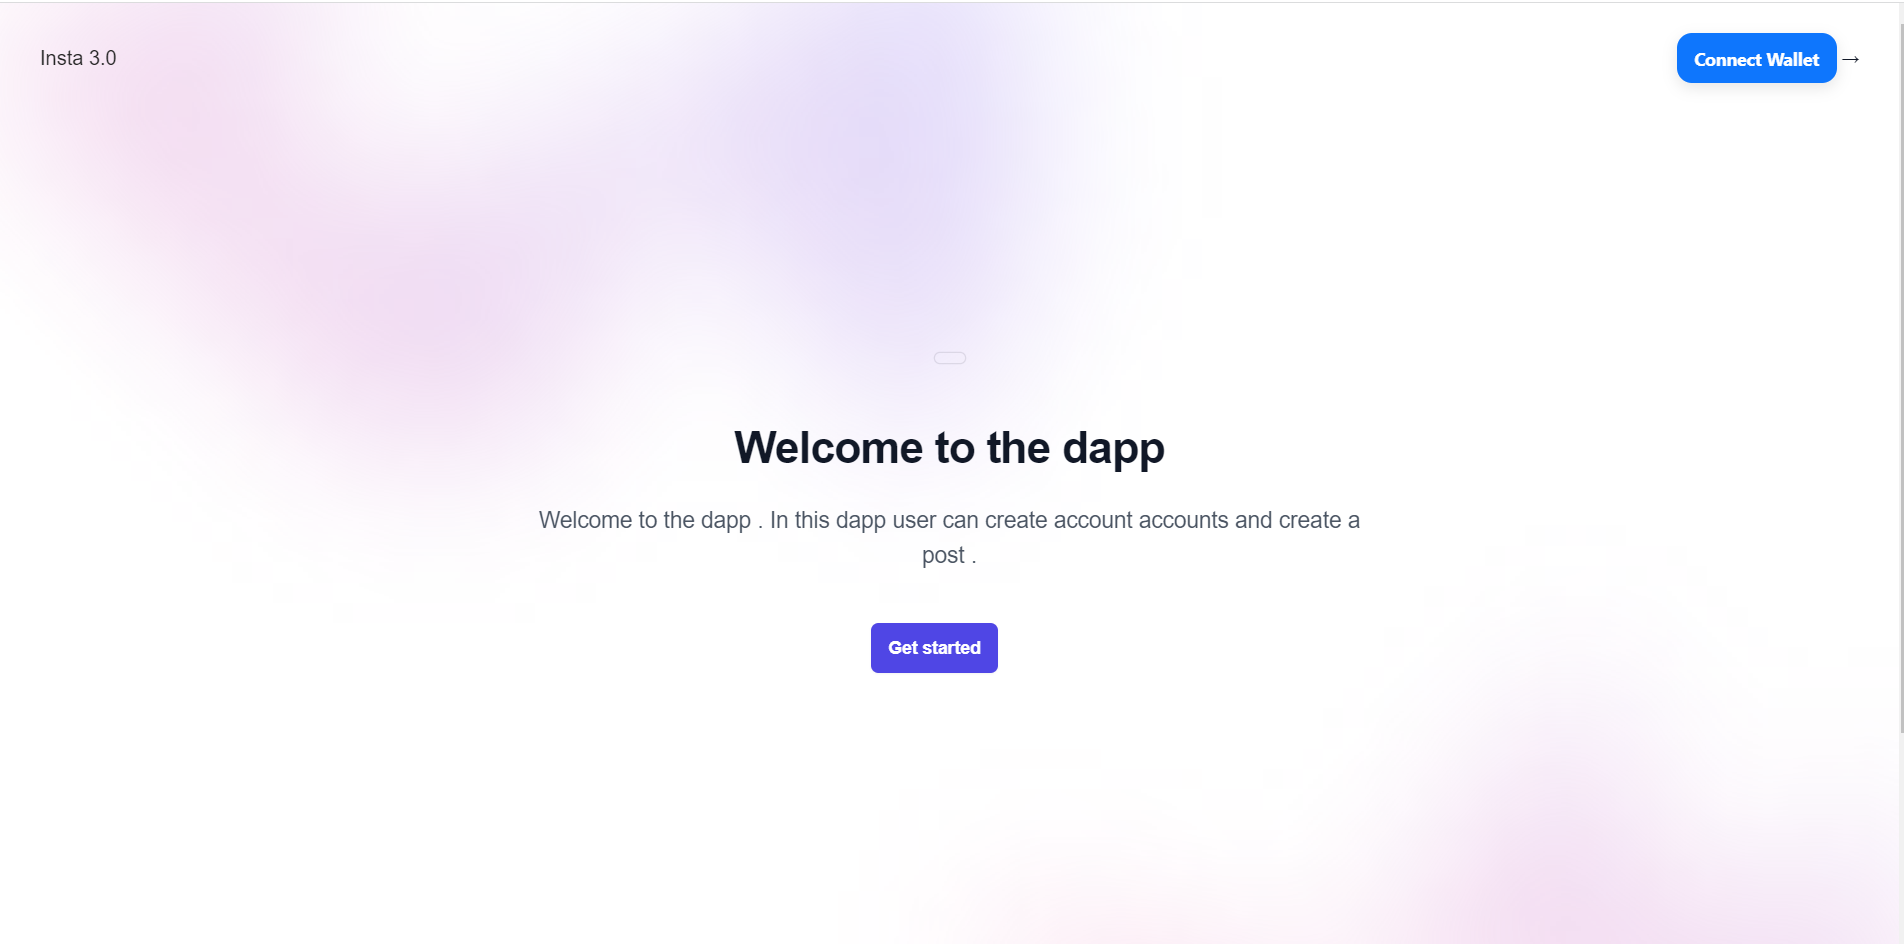 Insta 3.0
Connect Wallet →
Welcome to the dapp
Welcome to the dapp . In this dapp user can create account accounts and create a
post .
Get started